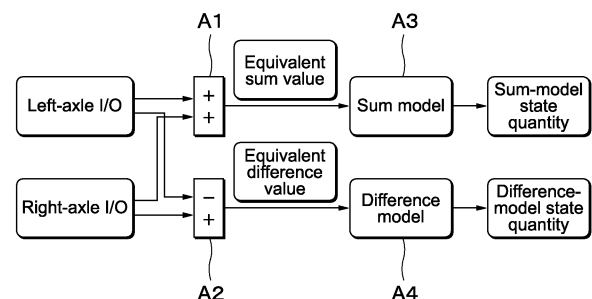 A1
A3
Equivalent
sum value
Left-axle I/O
+
+
Sum model
Sum-model
state
quantity
Equivalent
difference
value
Right-axle I/O
−
+
Difference
model
Difference-
model state
quantity
A2
A4